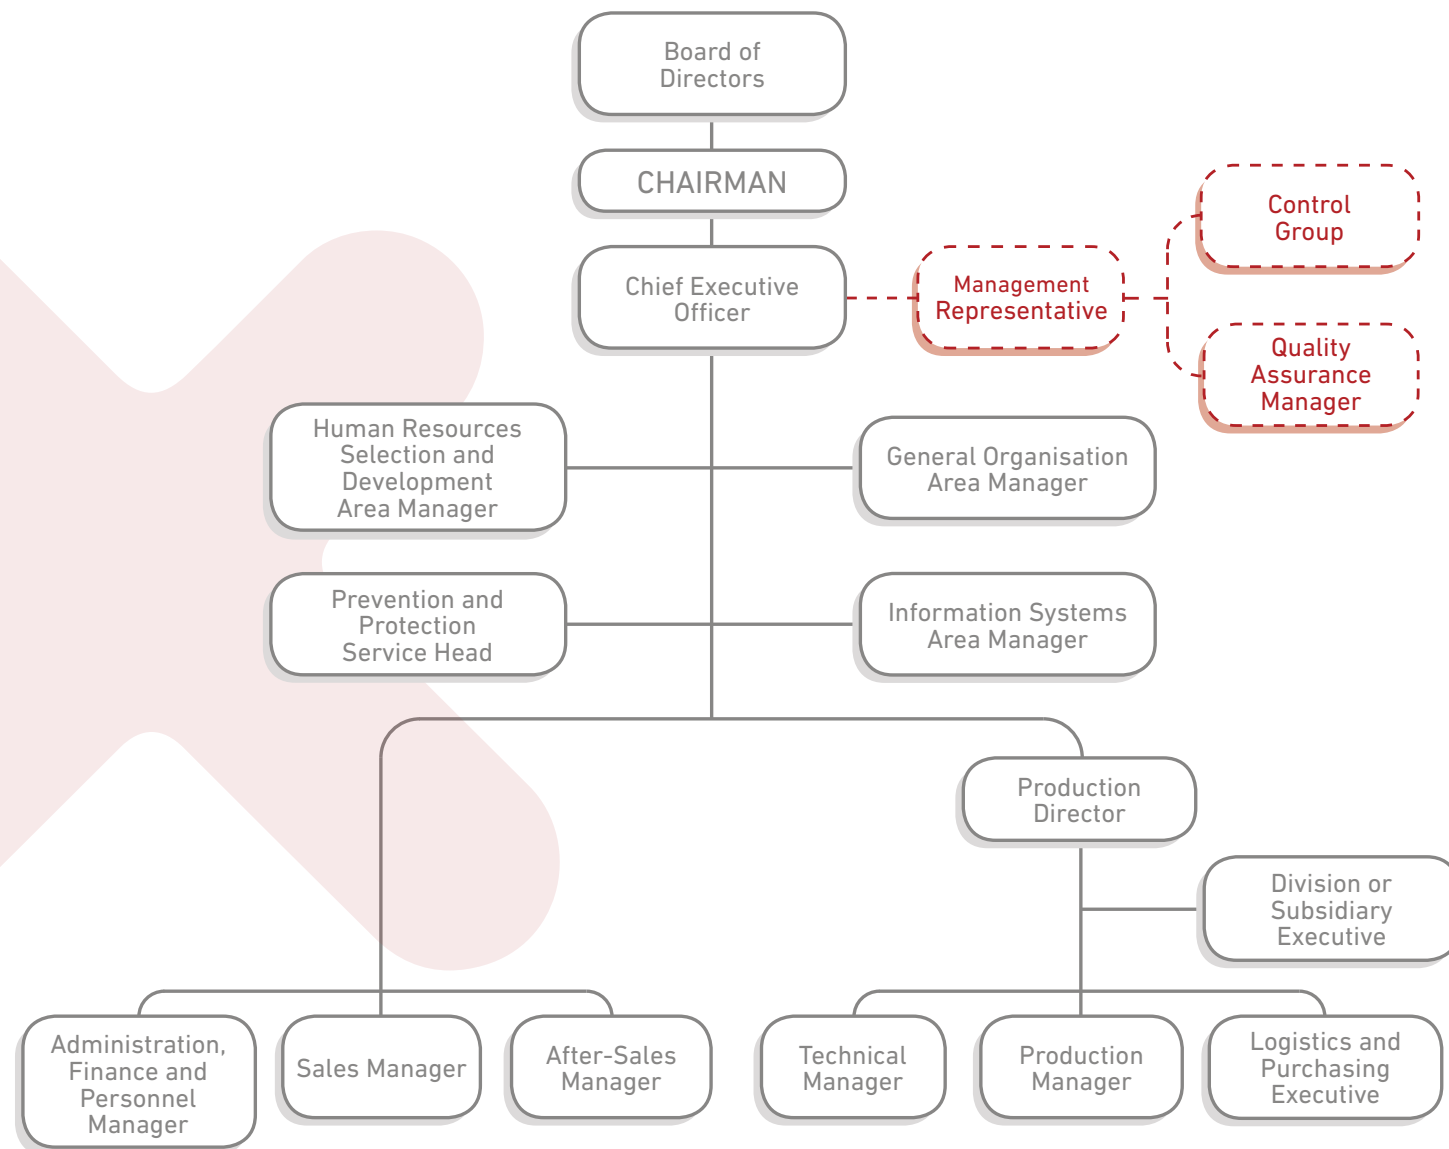 Board of
Directors
CHAIRMAN
Chief Executive
Officer
Management
Representative
Control
Group
Quality
Assurance
Manager
Human Resources
Selection and
Development
Area Manager
General Organisation
Area Manager
Prevention and
Protection
Service Head
Information Systems
Area Manager
Production
Director
Division or
Subsidiary
Executive
Administration,
Finance and
Personnel
Manager
Sales Manager
After-Sales
Manager
Technical
Manager
Production
Manager
Logistics and
Purchasing
Executive